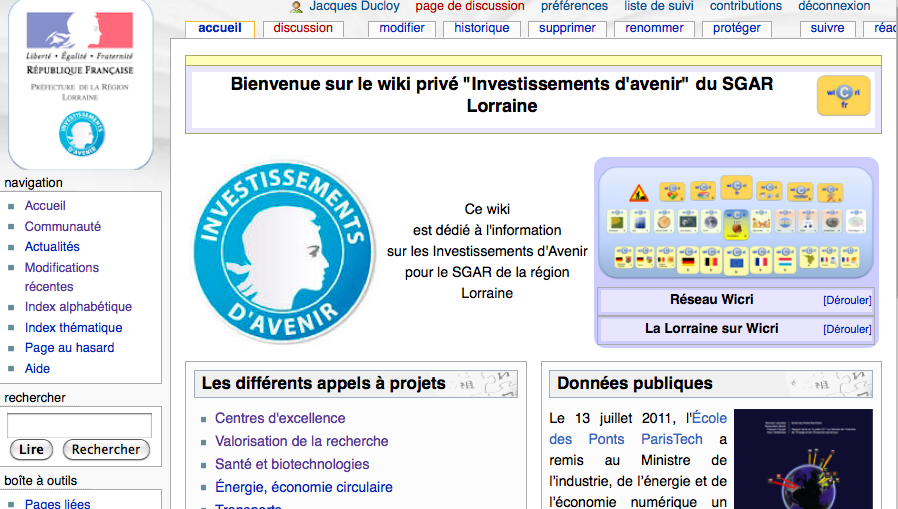 Jacques Ducloy page de discussion préférences liste de suivi contributions déconnexion
accueil discussion modifier historique supprimer renommer protéger suivre
Liberté • Égalité • Fraternité
RÉPUBLIQUE FRANÇAISE
PRÉFECTURE DE LA RÉGION
LORRAINE
INVESTISSEMENTS
D'AVENIR
navigation
Accueil
Communauté
Actualités
Modifications
récentes
Index alphabétique
Index thématique
Page au hasard
Aide
rechercher
Lire Rechercher
boîte à outils
Pages liées
Bienvenue sur le wiki privé "Investissements d'avenir" du SGAR
Lorraine
wi C ri
fr
INVESTISSEMENTS
D'AVENIR
Ce wiki
est dédié à l'information
sur les Investissements d'Avenir
pour le SGAR de la région
Lorraine
Réseau Wicri [Dérouler]
La Lorraine sur Wicri [Dérouler]
Les différents appels à projets
Centres d'excellence
Valorisation de la recherche
Santé et biotechnologies
Énergie, économie circulaire
Transports
Données publiques
Le 13 juillet 2011, l'École
des Ponts ParisTech a
remis au Ministre de
l'industrie, de l'énergie et de
l'économie numérique un